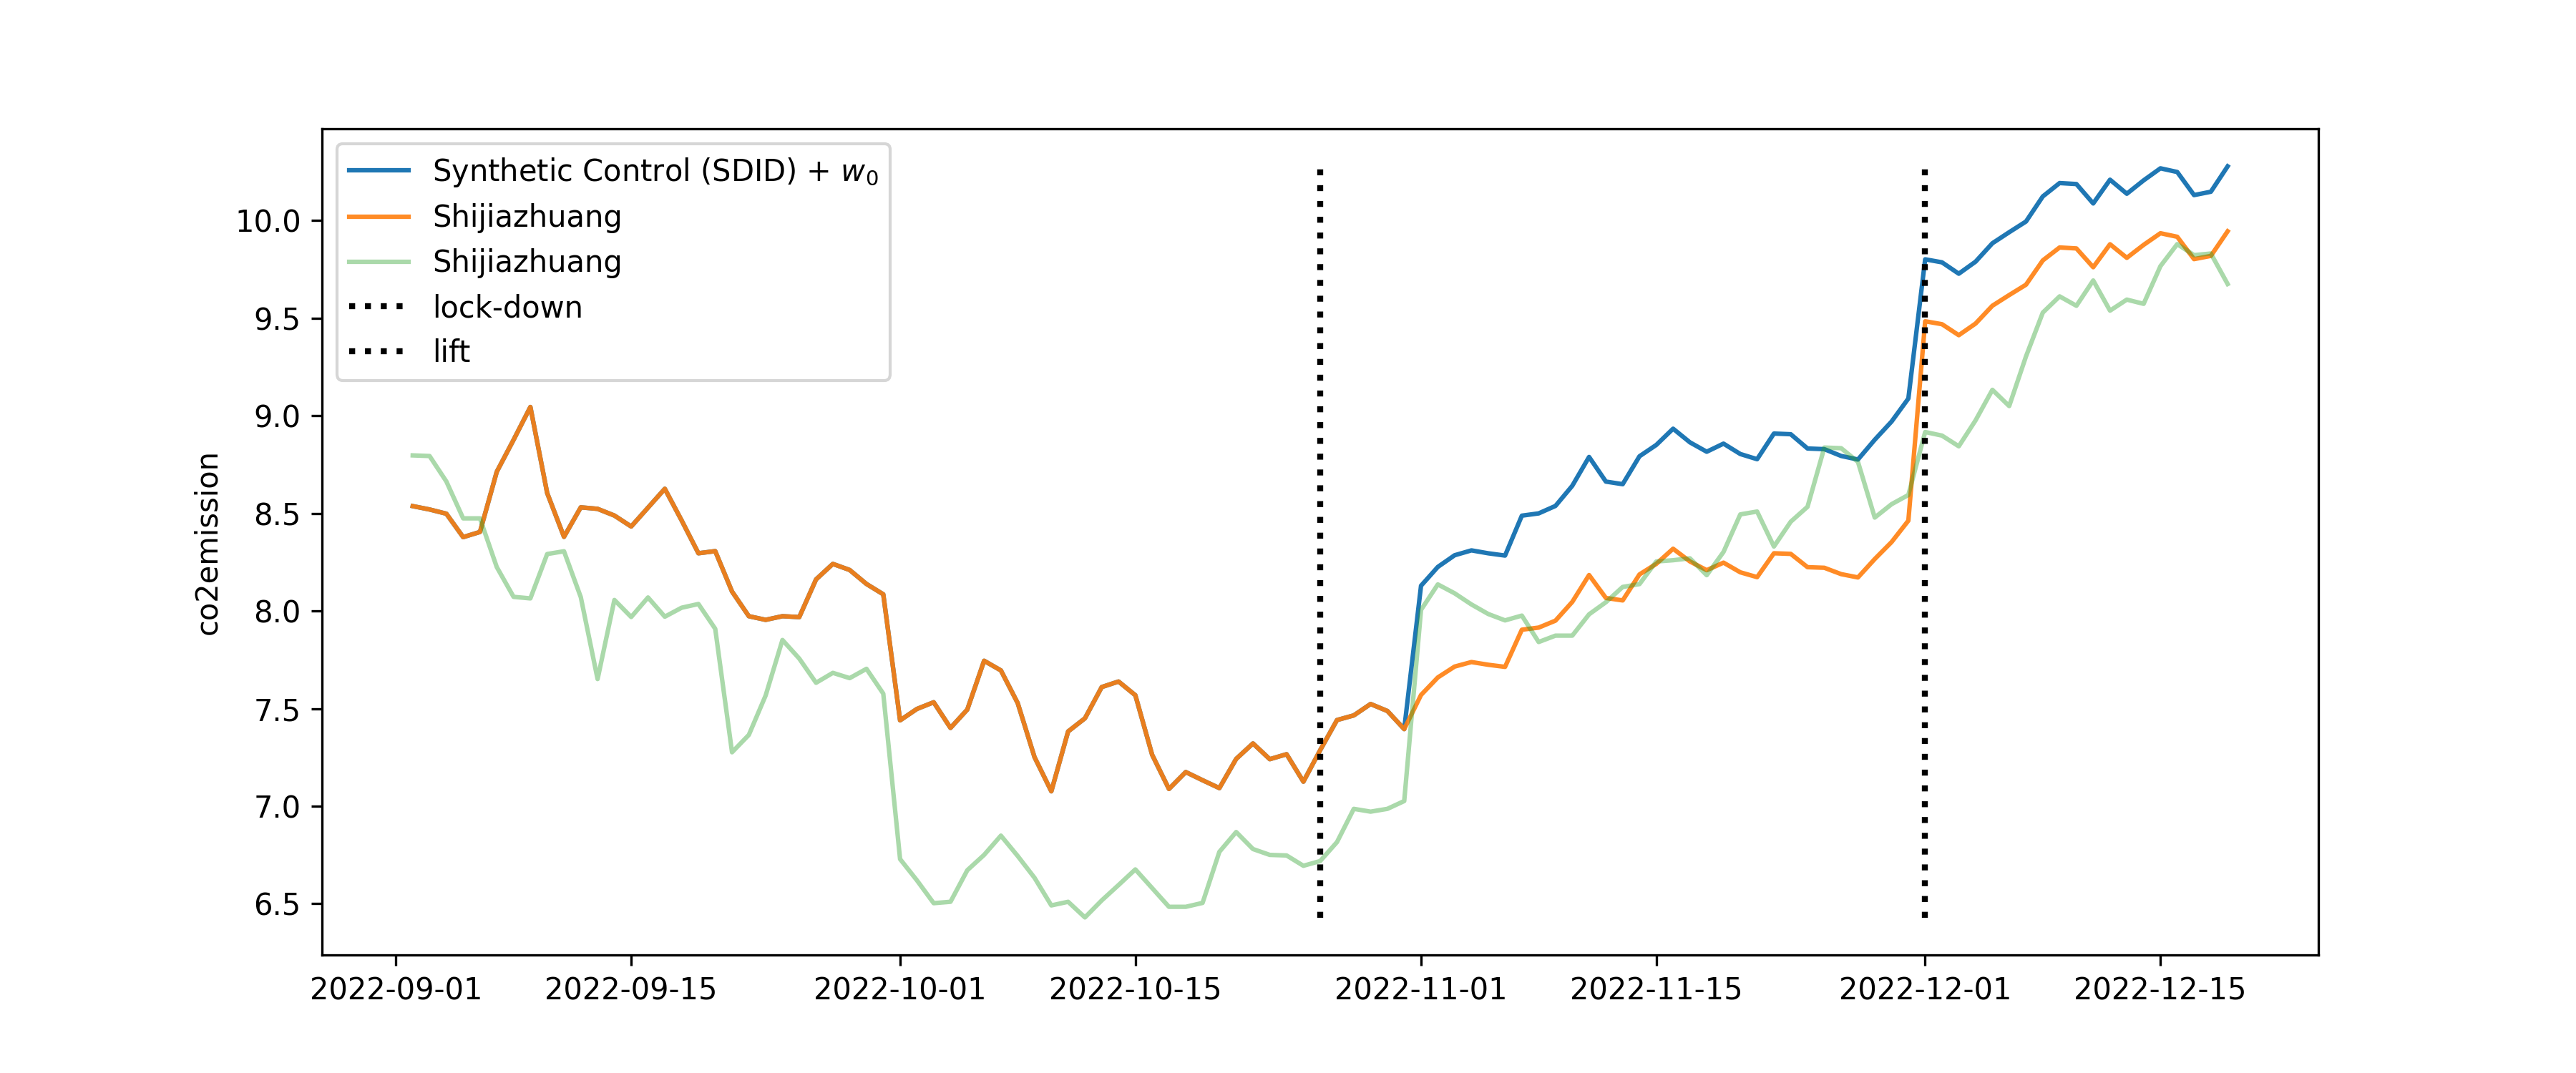 Synthetic Control (SDID) + w₀
Shijiazhuang
Shijiazhuang
lock-down
lift
co2emission
10.0
9.5
9.0
8.5
8.0
7.5
7.0
6.5
2022-09-01 2022-09-15 2022-10-01 2022-10-15 2022-11-01 2022-11-15 2022-12-01 2022-12-15